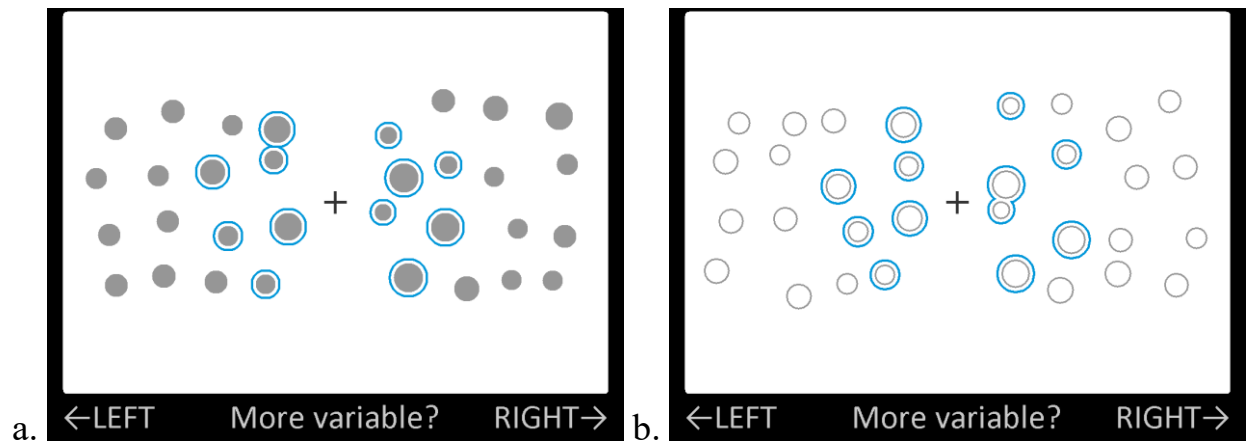 a. ←LEFT More variable? RIGHT→
b. ←LEFT More variable? RIGHT→